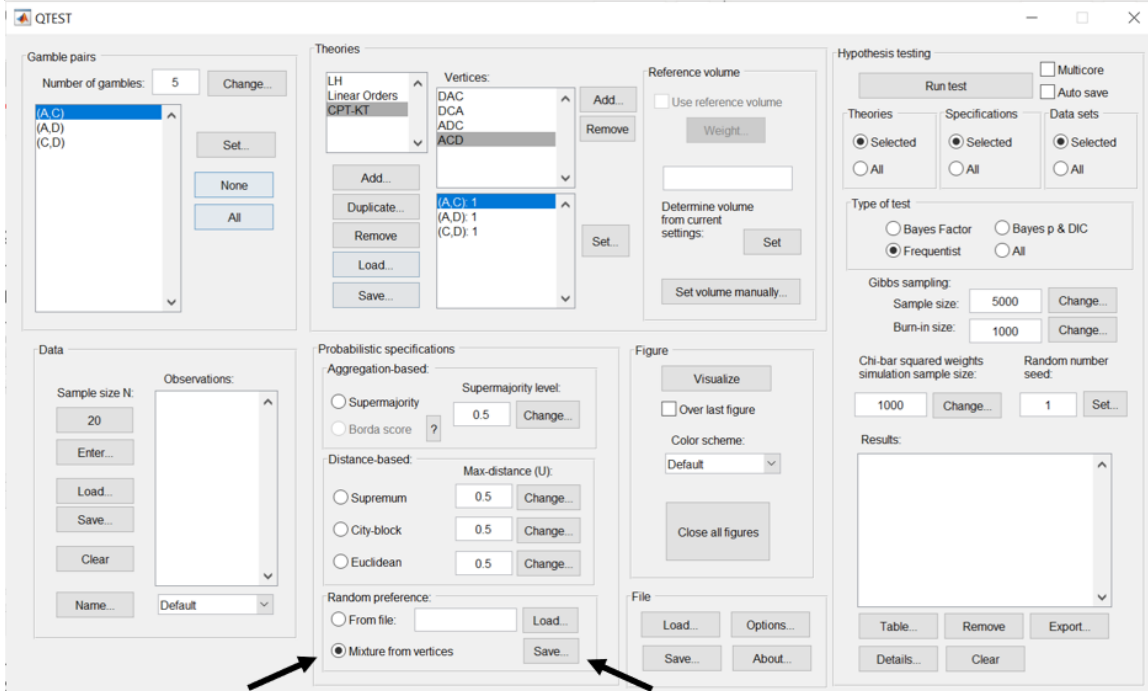 QTEST
Gamble pairs
Number of gambles: 5 Change...
(A,C)
(A,D)
(C,D)
Set...
None
All
Theories
LH
Linear Orders
CPT-KT
Add...
Duplicate...
Remove
Load...
Save...
Vertices:
DAC
DCA
ADC
ACD
Add...
Remove
(A,C): 1
(A,D): 1
(C,D): 1
Set...
Reference volume
Use reference volume
Weight...
Determine volume
from current
settings:
Set
Set volume manually...
Hypothesis testing
Run test
Multicore
Auto save
Theories
Selected
All
Specifications
Selected
All
Data sets
Selected
All
Type of test
Bayes Factor Bayes p & DIC
Frequentist All
Gibbs sampling:
Sample size: 5000 Change...
Burn-in size: 1000 Change...
Chi-bar squared weights
simulation sample size:
1000 Change...
Random number
seed:
1 Set...
Results:
Table... Remove Export...
Details... Clear
Data
Sample size N:
20
Enter...
Load...
Save...
Clear
Name... Default
Observations:
Probabilistic specifications
Aggregation-based:
Supermajority level:
Supermajority 0.5 Change...
Borda score ?
Distance-based:
Max-distance (U):
Supremum 0.5 Change...
City-block 0.5 Change...
Euclidean 0.5 Change...
Random preference:
From file: Load...
Mixture from vertices Save...
Figure
Visualize
Over last figure
Color scheme:
Default
Close all figures
File
Load... Options...
Save... About...